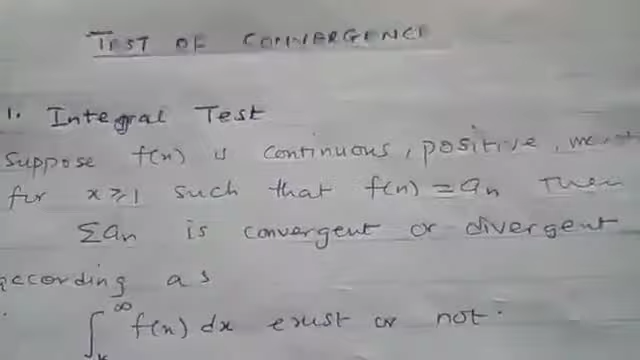 TEST OF CONVERGENCE
1. Integral Test
Suppose f(x) is continuous, positive,
for x ≥ 1 such that f(n) = an Then
Σan is convergent or divergent
according as
∫^∞ f(x) dx exist or not.